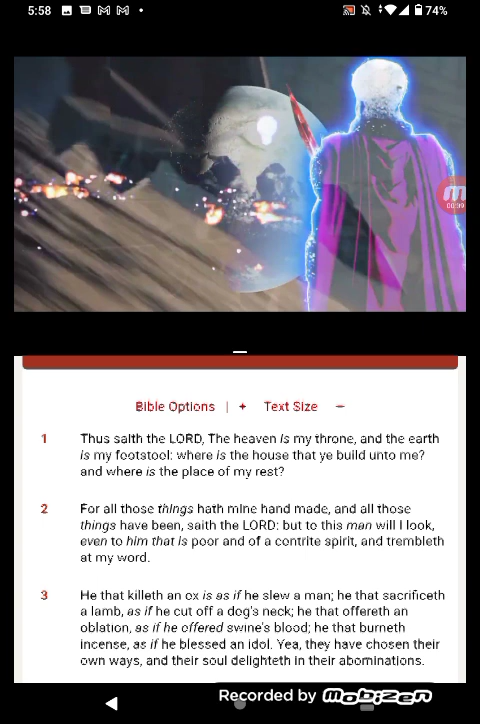 5:58
74%
00:09
Bible Options | + Text Size -
1 Thus saith the LORD, The heaven is my throne, and the earth
is my footstool: where is the house that ye build unto me?
and where is the place of my rest?
2 For all those things hath mine hand made, and all those
things have been, saith the LORD: but to this man will I look,
even to him that is poor and of a contrite spirit, and trembleth
at my word.
3 He that killeth an ox is as if he slew a man; he that sacrificeth
a lamb, as if he cut off a dog's neck; he that offereth an
oblation, as if he offered swine's blood; he that burneth
incense, as if he blessed an idol. Yea, they have chosen their
own ways, and their soul delighteth in their abominations.
Recorded by Mobizen